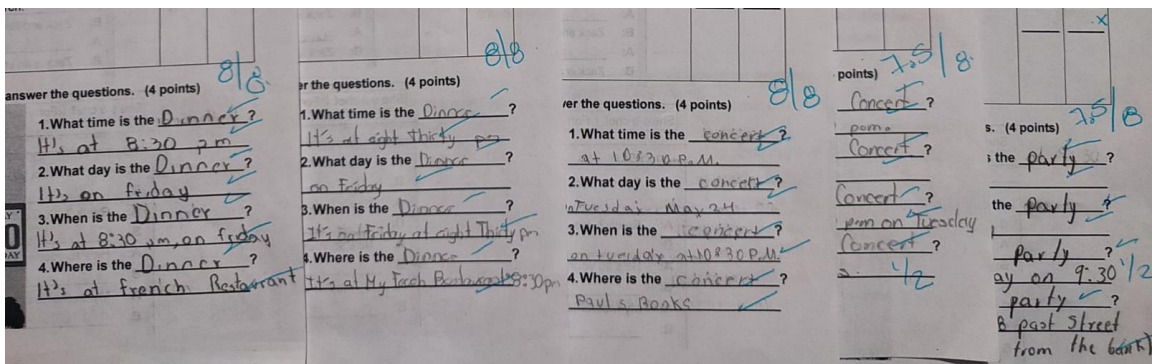 8/8
answer the questions. (4 points)
1.What time is the Dinner ?
It's at 8:30 pm
2.What day is the Dinner ?
It's on friday
3.When is the Dinner ?
It's at 8:30 pm, on friday
4.Where is the Dinner ?
It's at french Restaurant
8/8
er the questions. (4 points)
1.What time is the Dinner ?
It's at eight thirty pm
2.What day is the Dinner ?
on Friday
3.When is the Dinner ?
It's on Friday at eight Thirty pm
4.Where is the Dinner ?
It's at My 8:30pm
8/8
ver the questions. (4 points)
1.What time is the concert ?
at 10:30 P.M.
2.What day is the concert ?
Tuesday May 24
3.When is the concert ?
on tuesday at 10:30 P.M.
4.Where is the concert ?
Paul s Books
7.5/8
points)
Concert ?
p.m.
Concert ?
Concert ?
p.m on Tuesday
Concert ?
1/2
x
7.5/8
s. (4 points)
s the party ?
the party ?
Party ?
ay on 9:30 1/2
party ?
8 past Street
from the bank)